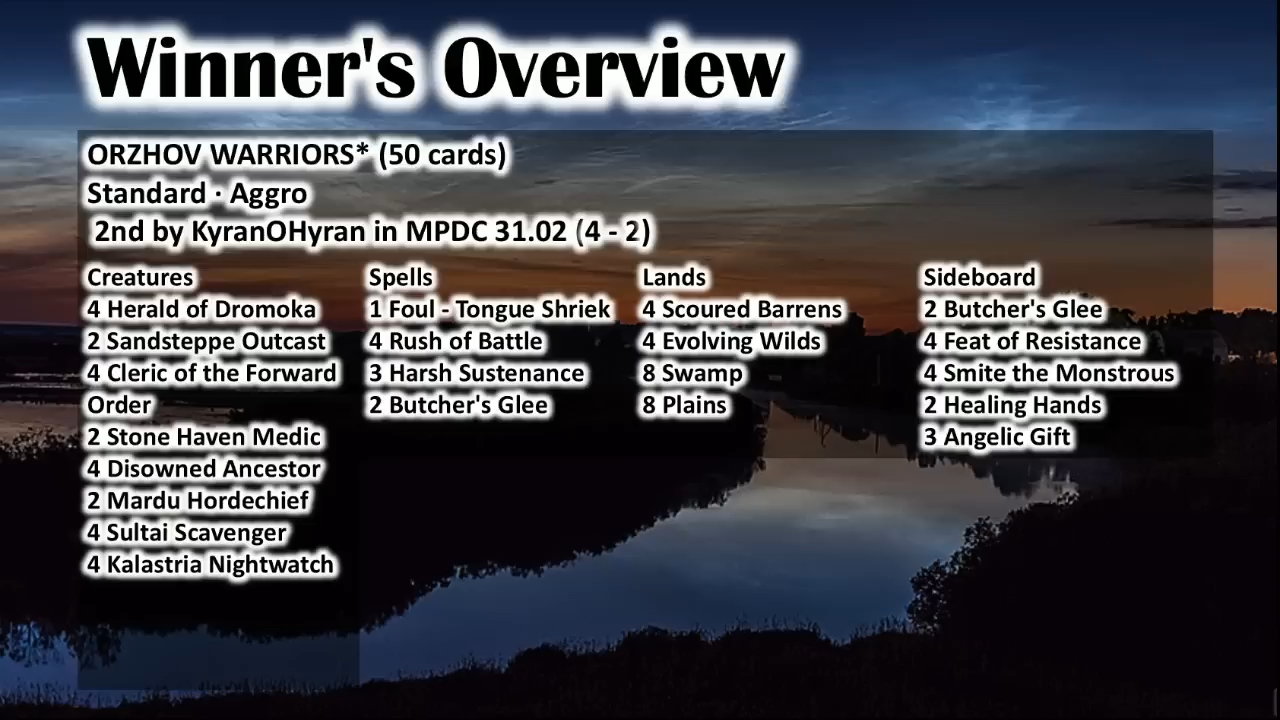 Winner's Overview
ORZHOV WARRIORS* (50 cards)
Standard · Aggro
2nd by KyranOHyran in MPDC 31.02 (4 - 2)
Creatures
4 Herald of Dromoka
2 Sandsteppe Outcast
4 Cleric of the Forward
Order
2 Stone Haven Medic
4 Disowned Ancestor
2 Mardu Hordechief
4 Sultai Scavenger
4 Kalastria Nightwatch
Spells
1 Foul - Tongue Shriek
4 Rush of Battle
3 Harsh Sustenance
2 Butcher's Glee
Lands
4 Scoured Barrens
4 Evolving Wilds
8 Swamp
8 Plains
Sideboard
2 Butcher's Glee
4 Feat of Resistance
4 Smite the Monstrous
2 Healing Hands
3 Angelic Gift